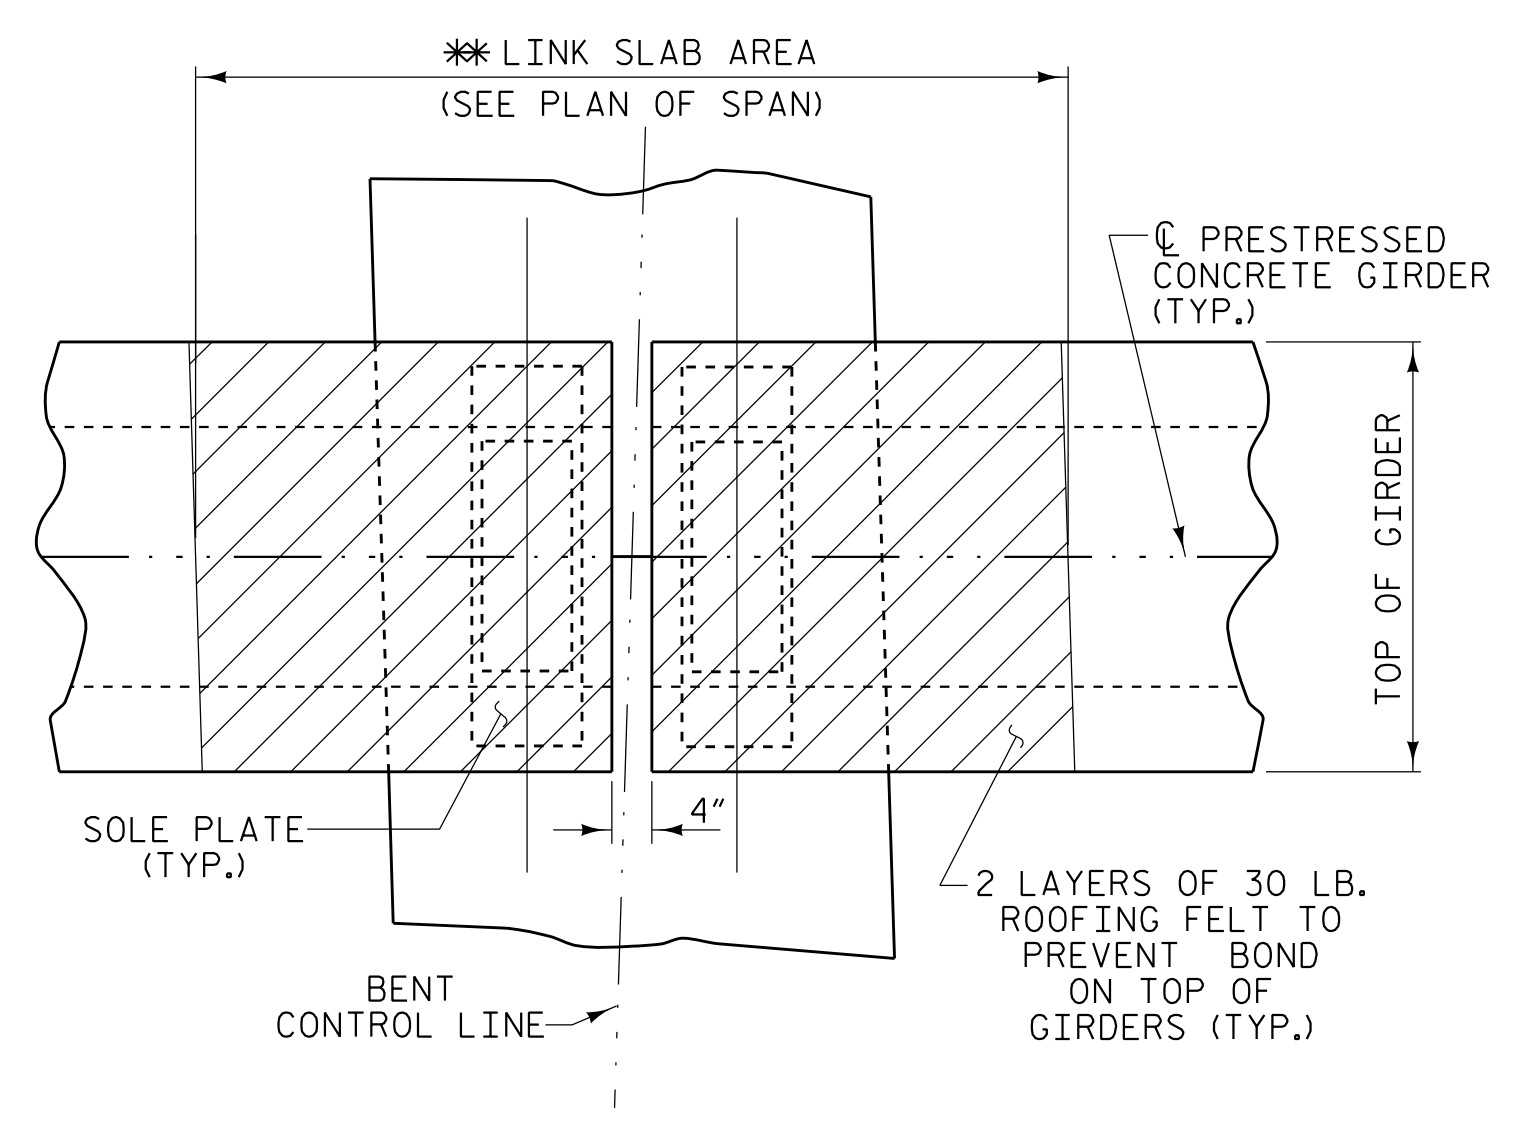 ** LINK SLAB AREA
(SEE PLAN OF SPAN)
℄ PRESTRESSED
CONCRETE GIRDER
(TYP.)
TOP OF GIRDER
4"
SOLE PLATE
(TYP.)
2 LAYERS OF 30 LB.
ROOFING FELT TO
PREVENT BOND
ON TOP OF
GIRDERS (TYP.)
BENT
CONTROL LINE